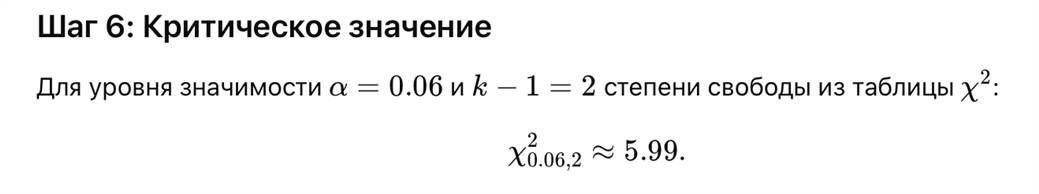 Шаг 6: Критическое значение
Для уровня значимости α = 0.06 и k − 1 = 2 степени свободы из таблицы χ²:
χ²₀.₀₆,₂ ≈ 5.99.